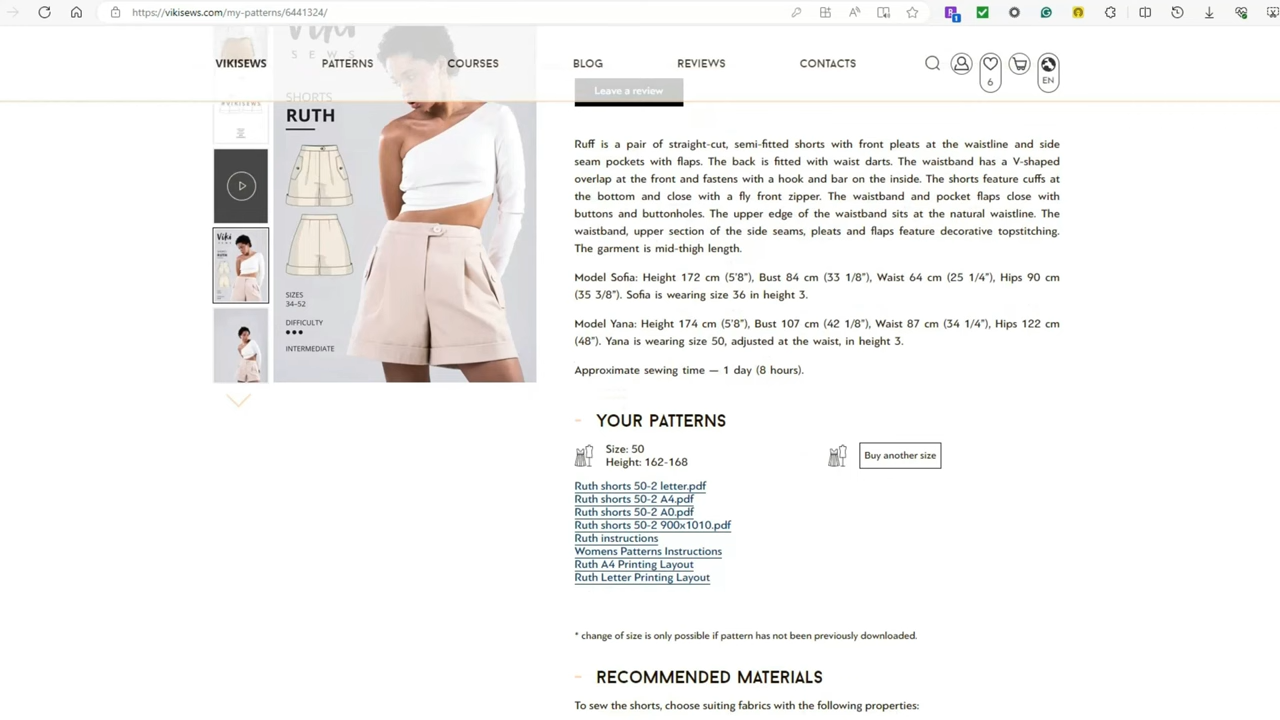 https://vikisews.com/my-patterns/6441324/
VIKISEWS
PATTERNS
COURSES
BLOG
REVIEWS
CONTACTS
6
EN
Leave a review
Viki
SEWS
SHORTS
RUTH
SIZES
34-52
DIFFICULTY
INTERMEDIATE
Ruff is a pair of straight-cut, semi-fitted shorts with front pleats at the waistline and side
seam pockets with flaps. The back is fitted with waist darts. The waistband has a V-shaped
overlap at the front and fastens with a hook and bar on the inside. The shorts feature cuffs at
the bottom and close with a fly front zipper. The waistband and pocket flaps close with
buttons and buttonholes. The upper edge of the waistband sits at the natural waistline. The
waistband, upper section of the side seams, pleats and flaps feature decorative topstitching.
The garment is mid-thigh length.
Model Sofia: Height 172 cm (5’8”), Bust 84 cm (33 1/8”), Waist 64 cm (25 1/4”), Hips 90 cm
(35 3/8”). Sofia is wearing size 36 in height 3.
Model Yana: Height 174 cm (5’8”), Bust 107 cm (42 1/8”), Waist 87 cm (34 1/4”), Hips 122 cm
(48”). Yana is wearing size 50, adjusted at the waist, in height 3.
Approximate sewing time — 1 day (8 hours).
YOUR PATTERNS
Size: 50
Height: 162-168
Buy another size
Ruth shorts 50-2 letter.pdf
Ruth shorts 50-2 A4.pdf
Ruth shorts 50-2 A0.pdf
Ruth shorts 50-2 900x1010.pdf
Ruth instructions
Womens Patterns Instructions
Ruth A4 Printing Layout
Ruth Letter Printing Layout
* change of size is only possible if pattern has not been previously downloaded.
RECOMMENDED MATERIALS
To sew the shorts, choose suiting fabrics with the following properties: